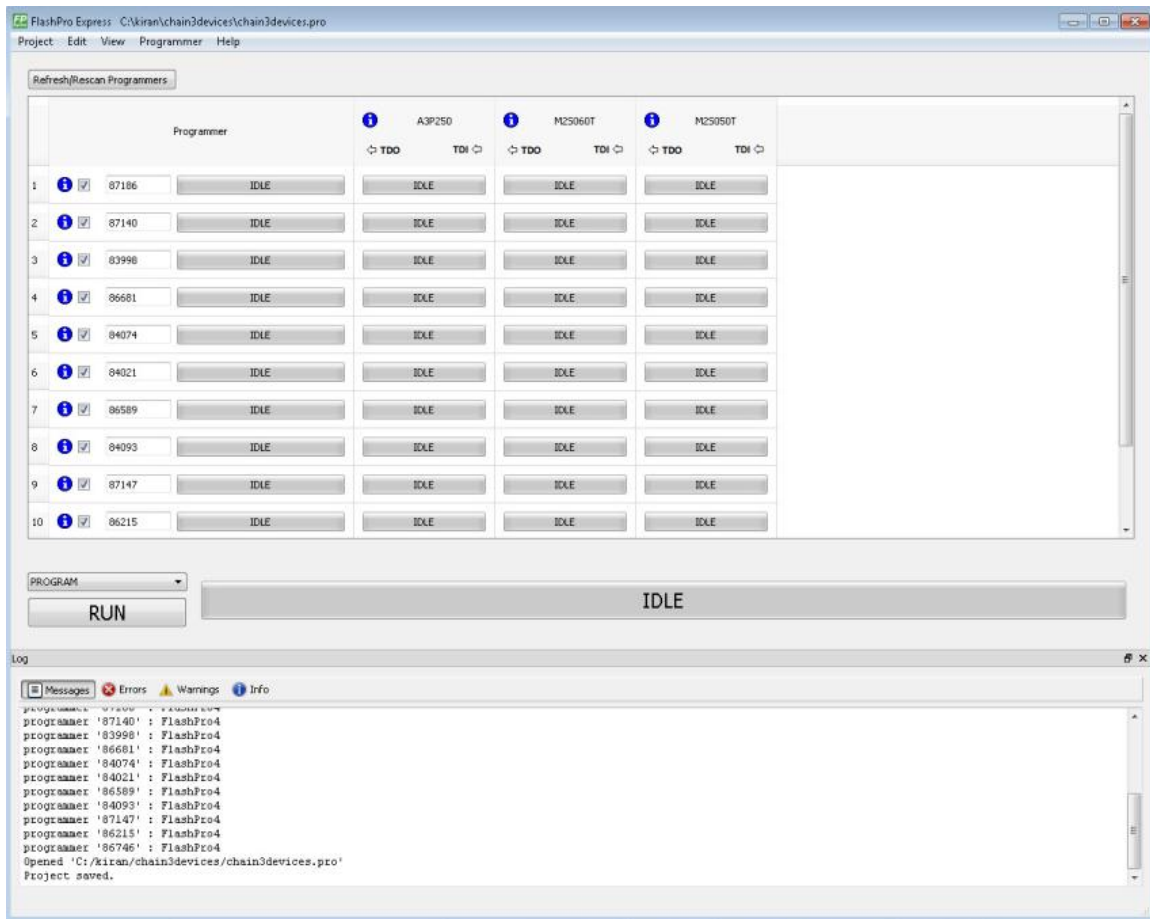 FP FlashPro Express C:\kiran\chain3devices\chain3devices.pro
Project Edit View Programmer Help
Refresh/Rescan Programmers
Programmer A3P250 M2S060T M2S050T
TDO TDI TDO TDI TDO TDI
1 87186 IDLE IDLE IDLE IDLE
2 87140 IDLE IDLE IDLE IDLE
3 83998 IDLE IDLE IDLE IDLE
4 86681 IDLE IDLE IDLE IDLE
5 84074 IDLE IDLE IDLE IDLE
6 84021 IDLE IDLE IDLE IDLE
7 86589 IDLE IDLE IDLE IDLE
8 84093 IDLE IDLE IDLE IDLE
9 87147 IDLE IDLE IDLE IDLE
10 86215 IDLE IDLE IDLE IDLE
PROGRAM
RUN IDLE
Log
Messages Errors Warnings Info
programmer : FlashPro4
programmer '87140' : FlashPro4
programmer '83998' : FlashPro4
programmer '86681' : FlashPro4
programmer '84074' : FlashPro4
programmer '84021' : FlashPro4
programmer '86589' : FlashPro4
programmer '84093' : FlashPro4
programmer '87147' : FlashPro4
programmer '86215' : FlashPro4
programmer '86746' : FlashPro4
Opened 'C:/kiran/chain3devices/chain3devices.pro'
Project saved.